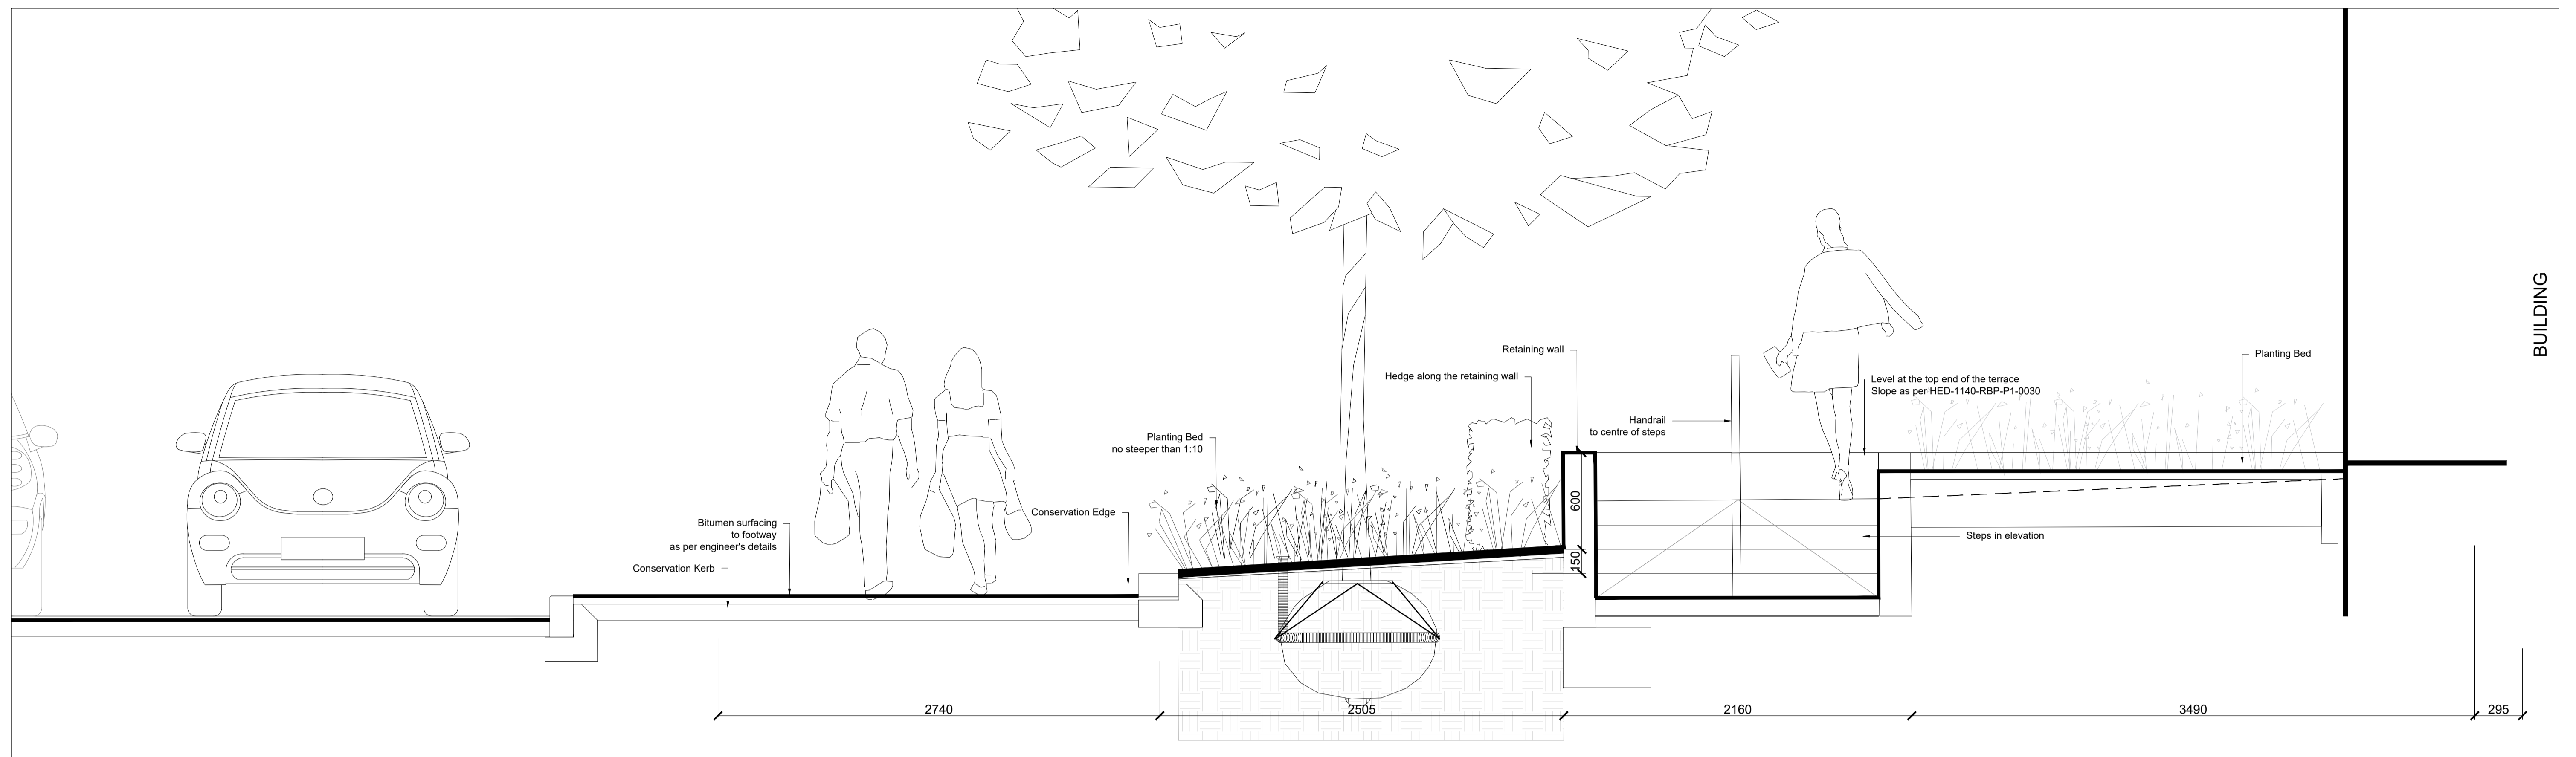 BUILDING
Retaining wall
Hedge along the retaining wall
Planting Bed
Level at the top end of the terrace
Slope as per HED-1140-RBP-P1-0030
Handrail
to centre of steps
Planting Bed
no steeper than 1:10
600
Conservation Edge
Bitumen surfacing
to footway
as per engineer's details
Steps in elevation
150
Conservation Kerb
2740
2505
2160
3490
295